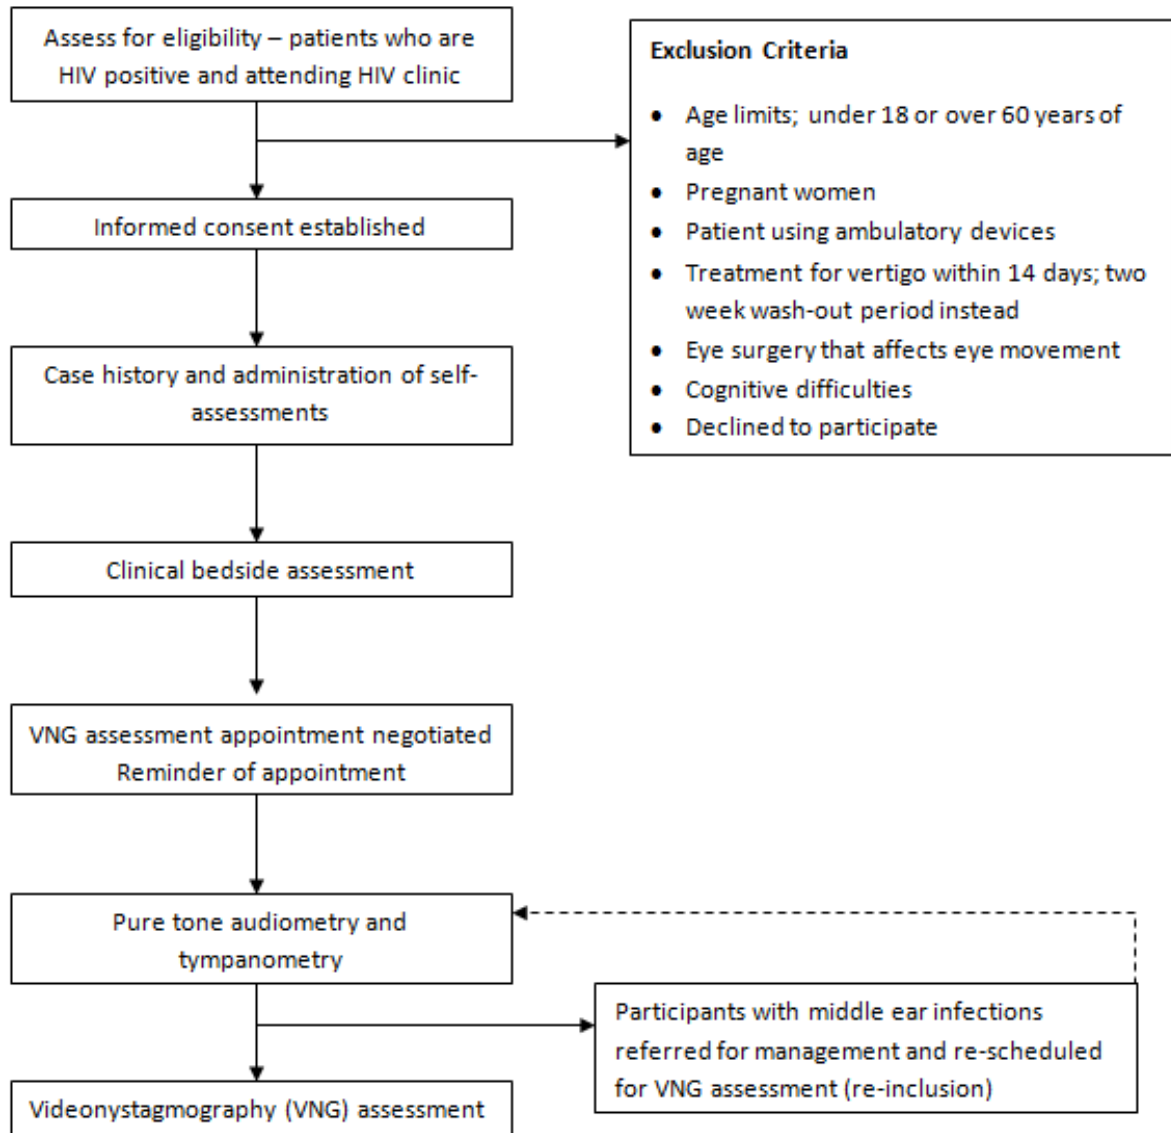 Assess for eligibility – patients who are
HIV positive and attending HIV clinic
Exclusion Criteria
• Age limits; under 18 or over 60 years of
age
• Pregnant women
• Patient using ambulatory devices
• Treatment for vertigo within 14 days; two
week wash-out period instead
• Eye surgery that affects eye movement
• Cognitive difficulties
• Declined to participate
Informed consent established
Case history and administration of self-
assessments
Clinical bedside assessment
VNG assessment appointment negotiated
Reminder of appointment
Pure tone audiometry and
tympanometry
Participants with middle ear infections
referred for management and re-scheduled
for VNG assessment (re-inclusion)
Videonystagmography (VNG) assessment